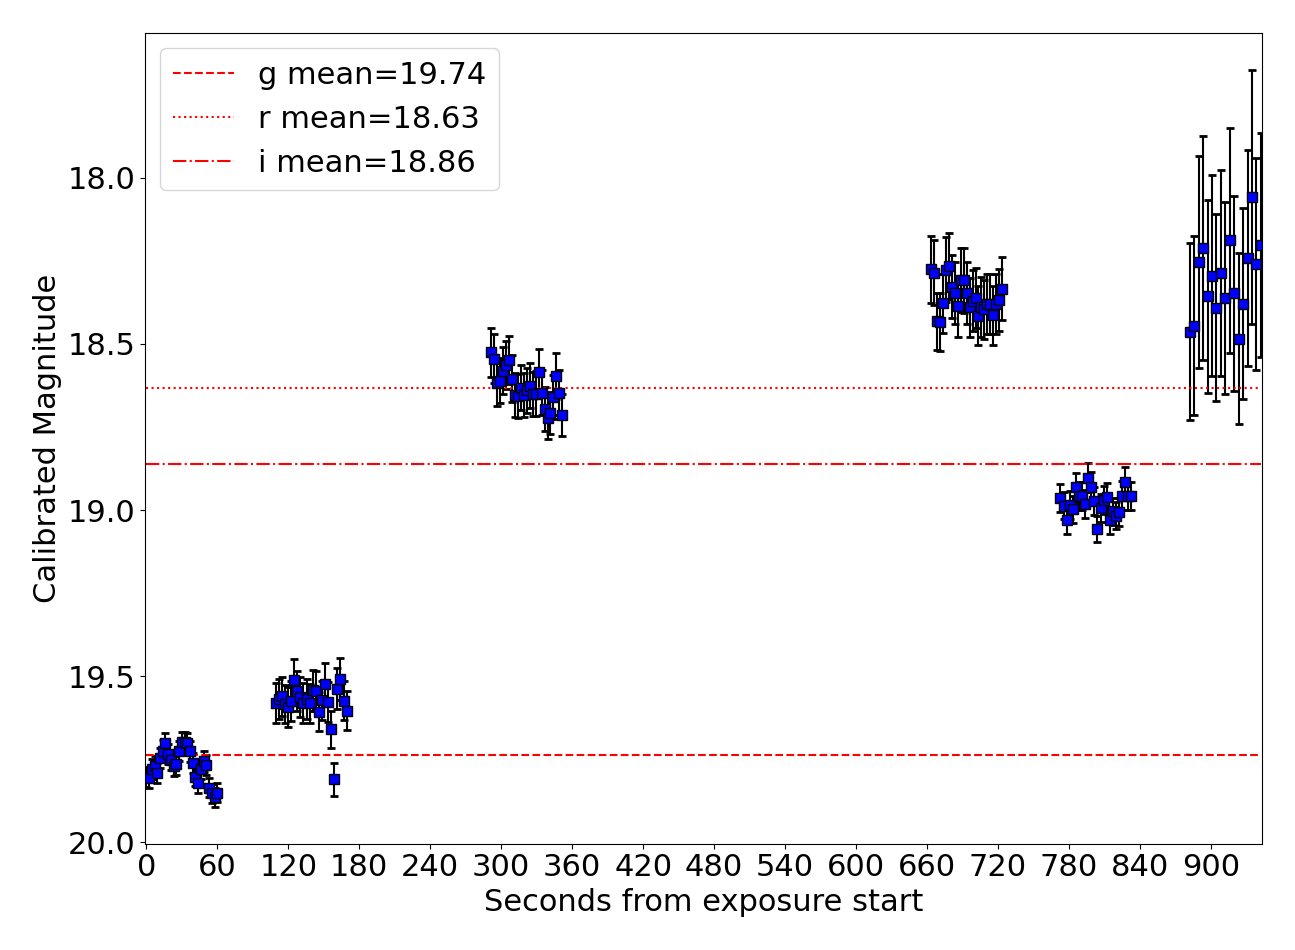 g mean=19.74
r mean=18.63
i mean=18.86
Calibrated Magnitude
18.0
18.5
19.0
19.5
20.0
0 60 120 180 240 300 360 420 480 540 600 660 720 780 840 900
Seconds from exposure start